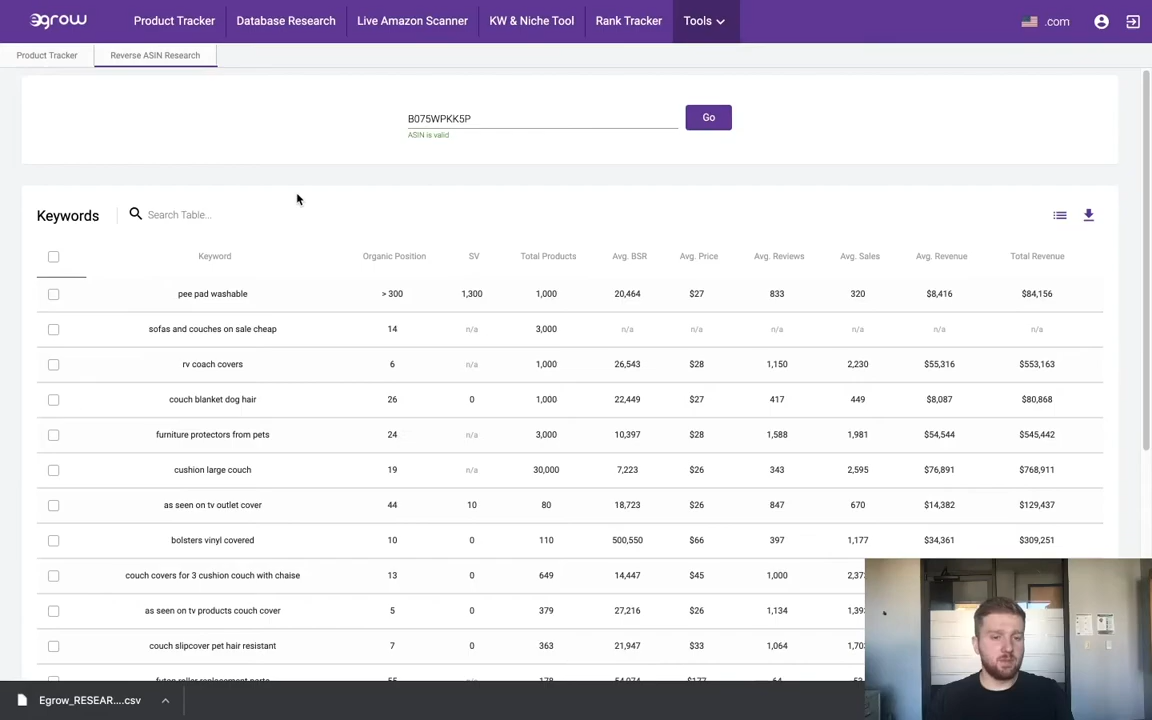 egrow Product Tracker Database Research Live Amazon Scanner KW & Niche Tool Rank Tracker Tools .com
Product Tracker Reverse ASIN Research
B075WPKK5P Go
ASIN is valid
Keywords Search Table...
Keyword Organic Position SV Total Products Avg. BSR Avg. Price Avg. Reviews Avg. Sales Avg. Revenue Total Revenue
pee pad washable > 300 1,300 1,000 20,464 $27 833 320 $8,416 $84,156
sofas and couches on sale cheap 14 n/a 3,000 n/a n/a n/a n/a n/a n/a
rv coach covers 6 n/a 1,000 26,543 $28 1,150 2,230 $55,316 $553,163
couch blanket dog hair 26 0 1,000 22,449 $27 417 449 $8,087 $80,868
furniture protectors from pets 24 n/a 3,000 10,397 $28 1,588 1,981 $54,544 $545,442
cushion large couch 19 n/a 30,000 7,223 $26 343 2,595 $76,891 $768,911
as seen on tv outlet cover 44 10 80 18,723 $26 847 670 $14,382 $129,437
bolsters vinyl covered 10 0 110 500,550 $66 397 1,177 $34,361 $309,251
couch covers for 3 cushion couch with chaise 13 0 649 14,447 $45 1,000
as seen on tv products couch cover 5 0 379 27,216 $26 1,134
couch slipcover pet hair resistant 7 0 363 21,947 $33 1,064
Egrow_RESEAR....csv